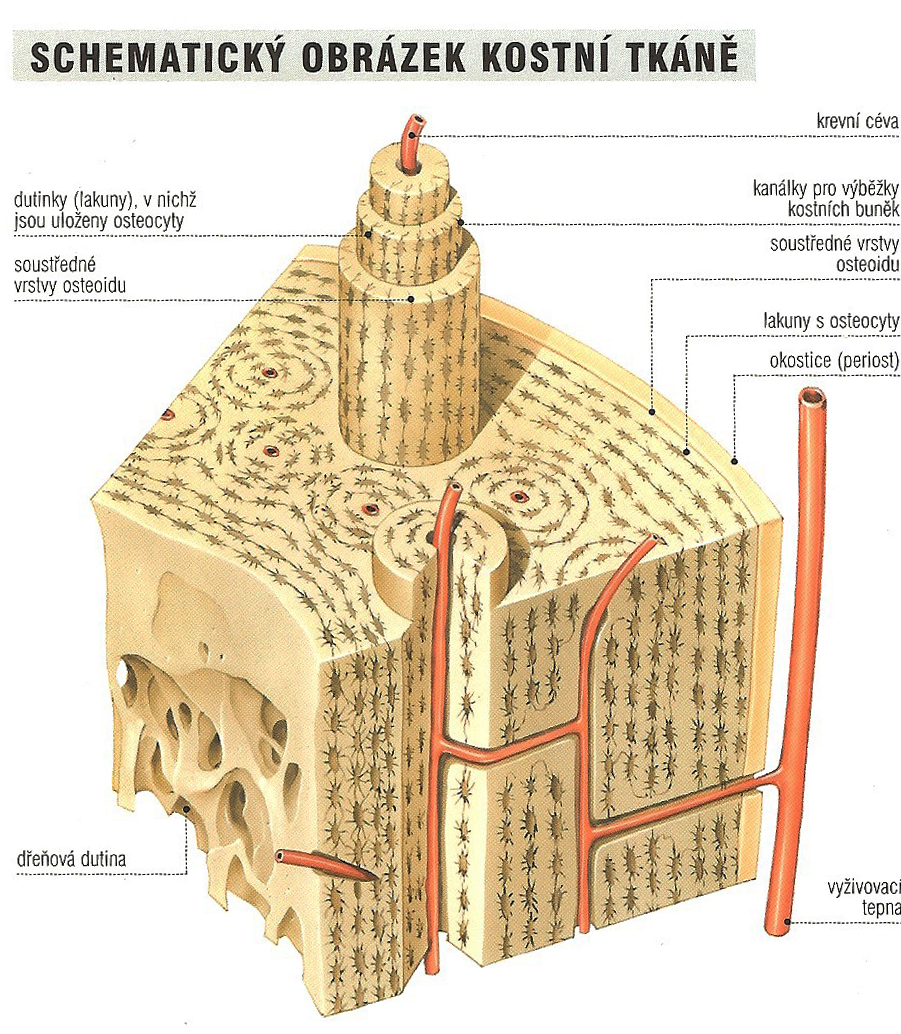 SCHEMATICKÝ OBRÁZEK KOSTNÍ TKÁNĚ
krevní céva
dutinky (lakuny), v nichž
jsou uloženy osteocyty
soustředné
vrstvy osteoidu
kanálky pro výběžky
kostních buněk
soustředné vrstvy
osteoidu
lakuny s osteocyty
okostice (periost)
dřeňová dutina
vyživovací
tepna